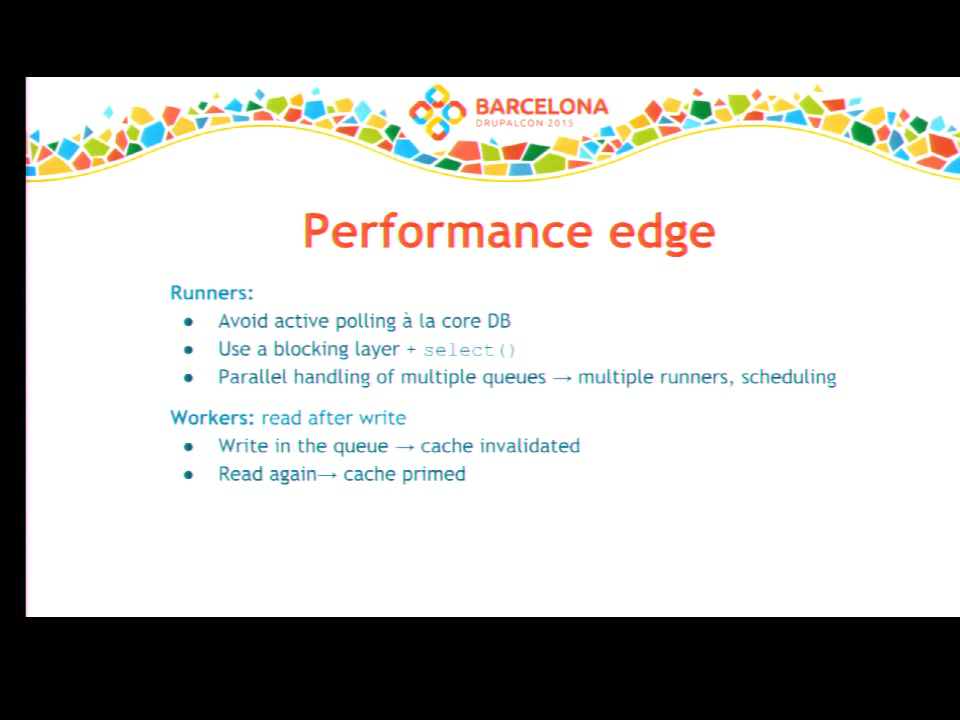 BARCELONA
DRUPALCON 2015
Performance edge
Runners:
● Avoid active polling à la core DB
● Use a blocking layer + select()
● Parallel handling of multiple queues → multiple runners, scheduling
Workers: read after write
● Write in the queue → cache invalidated
● Read again→ cache primed